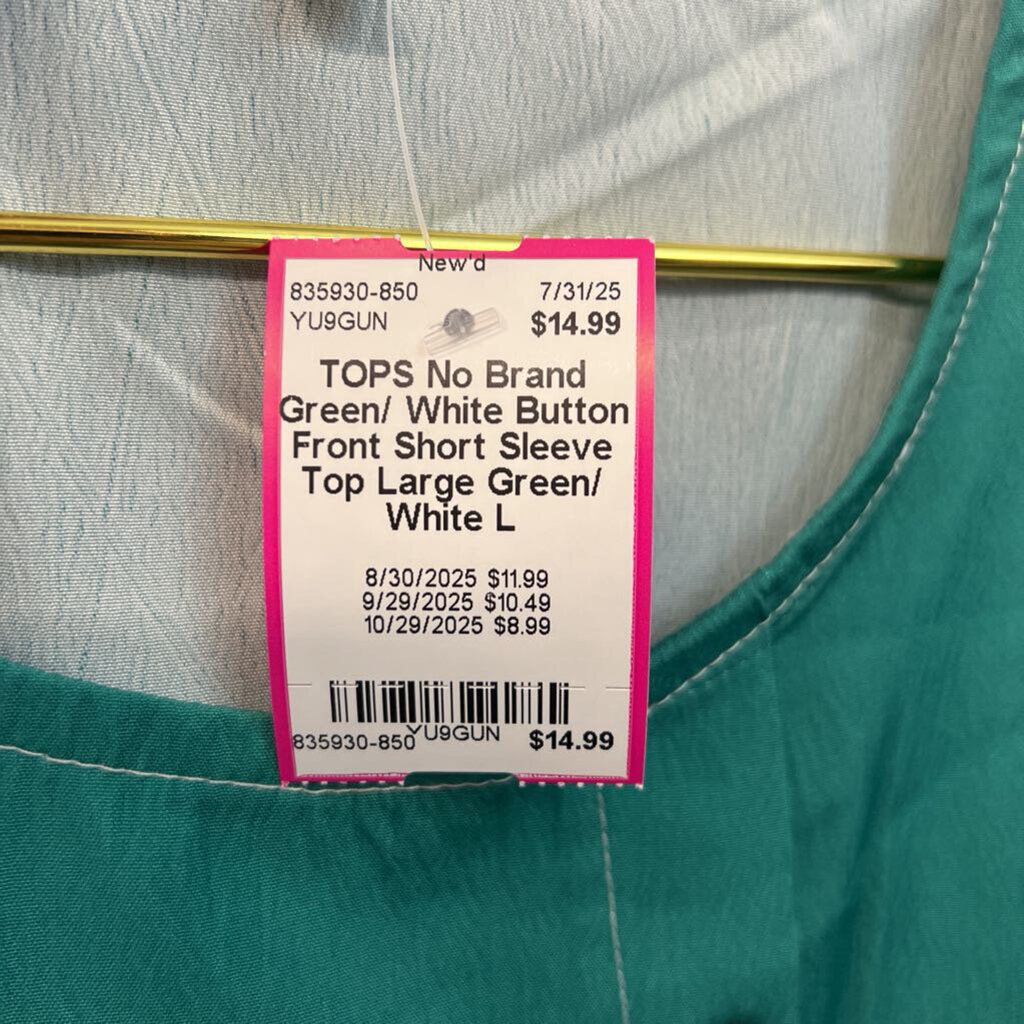 New'd
835930-850 7/31/25
YU9GUN $14.99
TOPS No Brand
Green/ White Button
Front Short Sleeve
Top Large Green/
White L
8/30/2025 $11.99
9/29/2025 $10.49
10/29/2025 $8.99
835930-850 YU9GUN $14.99